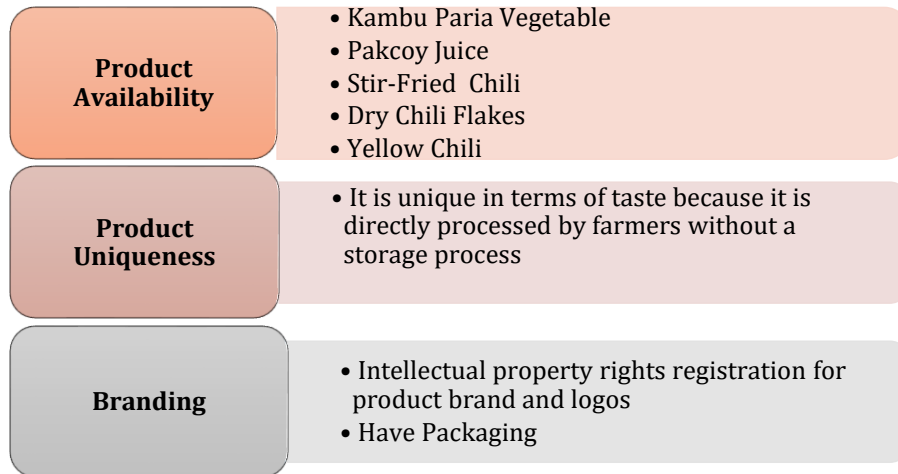 Product
Availability
• Kambu Paria Vegetable
• Pakcoy Juice
• Stir-Fried Chili
• Dry Chili Flakes
• Yellow Chili
Product
Uniqueness
• It is unique in terms of taste because it is
directly processed by farmers without a
storage process
Branding
• Intellectual property rights registration for
product brand and logos
• Have Packaging